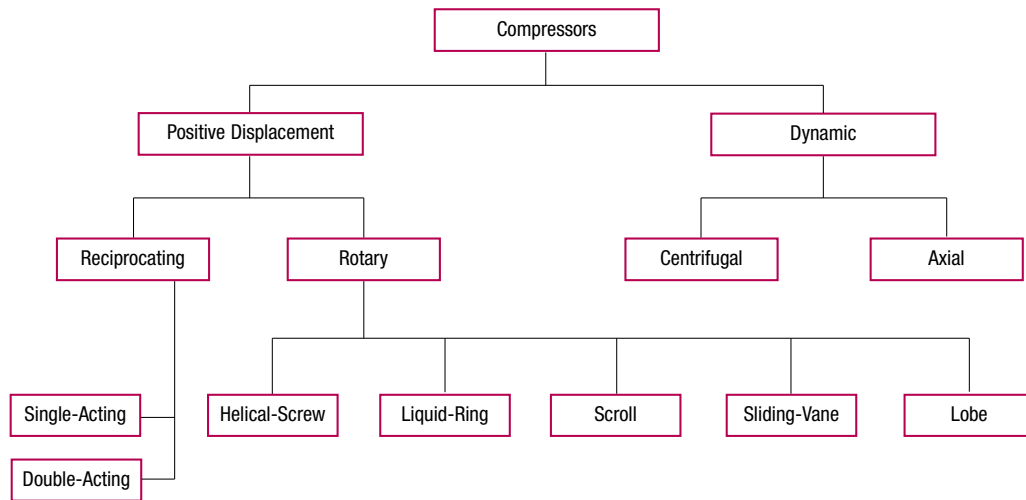 Compressors
Positive Displacement
Dynamic
Reciprocating
Rotary
Centrifugal
Axial
Single-Acting
Helical-Screw
Liquid-Ring
Scroll
Sliding-Vane
Lobe
Double-Acting